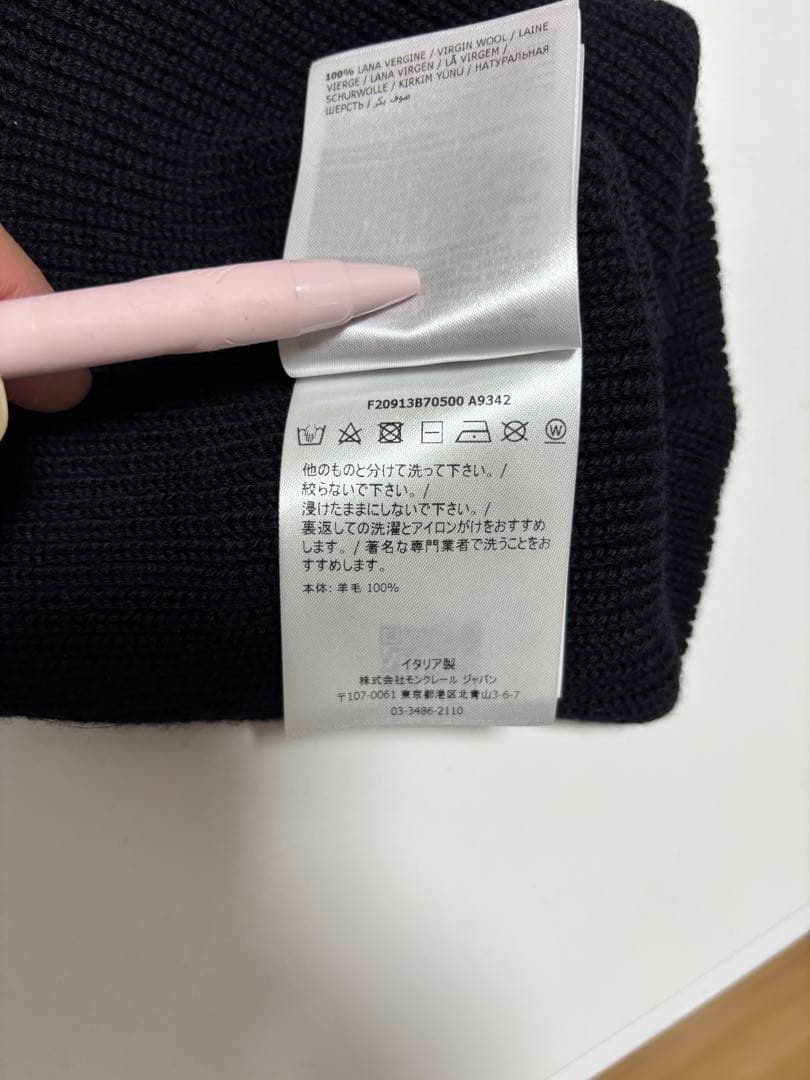 100% LANA VERGINE / VIRGIN WOOL / LAINE
VIERGE / LANA VIRGEN / LÃ VIRGEM /
SCHURWOLLE / KIRKIM YÜNÜ / НАТУРАЛЬНАЯ
ШЕРСТЬ / صوف بكر
F20913B70500 A9342
W
他のものと分けて洗って下さい。/
絞らないで下さい。/
浸けたままにしないで下さい。/
裏返しての洗濯とアイロンがけをおすすめ
します。/ 著名な専門業者で洗うことをお
すすめします。
本体: 羊毛 100%
イタリア製
株式会社モンクレール ジャパン
〒107-0061 東京都港区北青山3-6-7
03-3486-2110